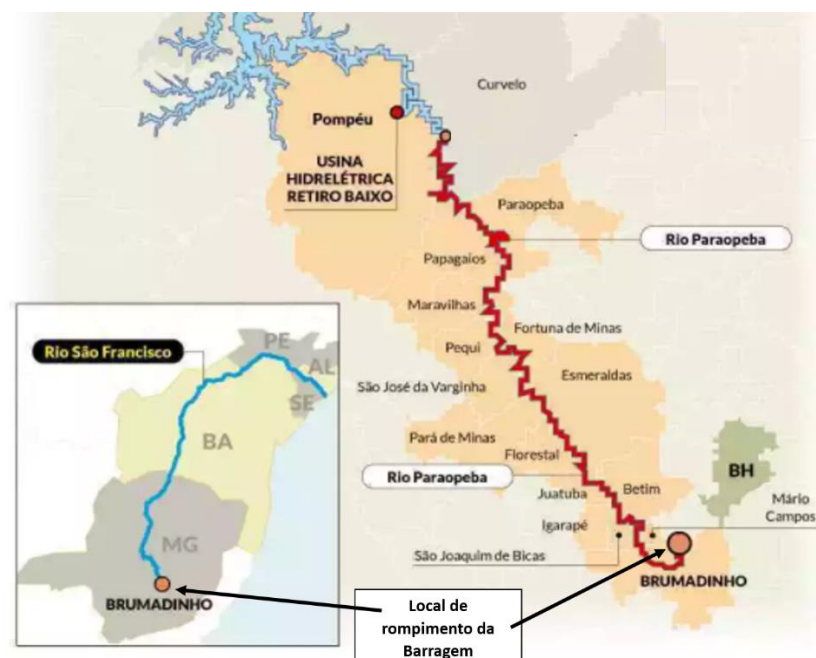 Curvelo
Pompéu
USINA
HIDRELÉTRICA
RETIRO BAIXO
Paraopeba
Rio Paraopeba
Papagaios
Maravilhas
Fortuna de Minas
Pequi
Esmeraldas
São José da Varginha
Pará de Minas
Florestal
BH
Rio Paraopeba
Betim
Juatuba
Mário
Campos
Igarapé
São Joaquim de Bicas
BRUMADINHO
Rio São Francisco
PE
AL
SE
BA
MG
BRUMADINHO
Local de
rompimento da
Barragem